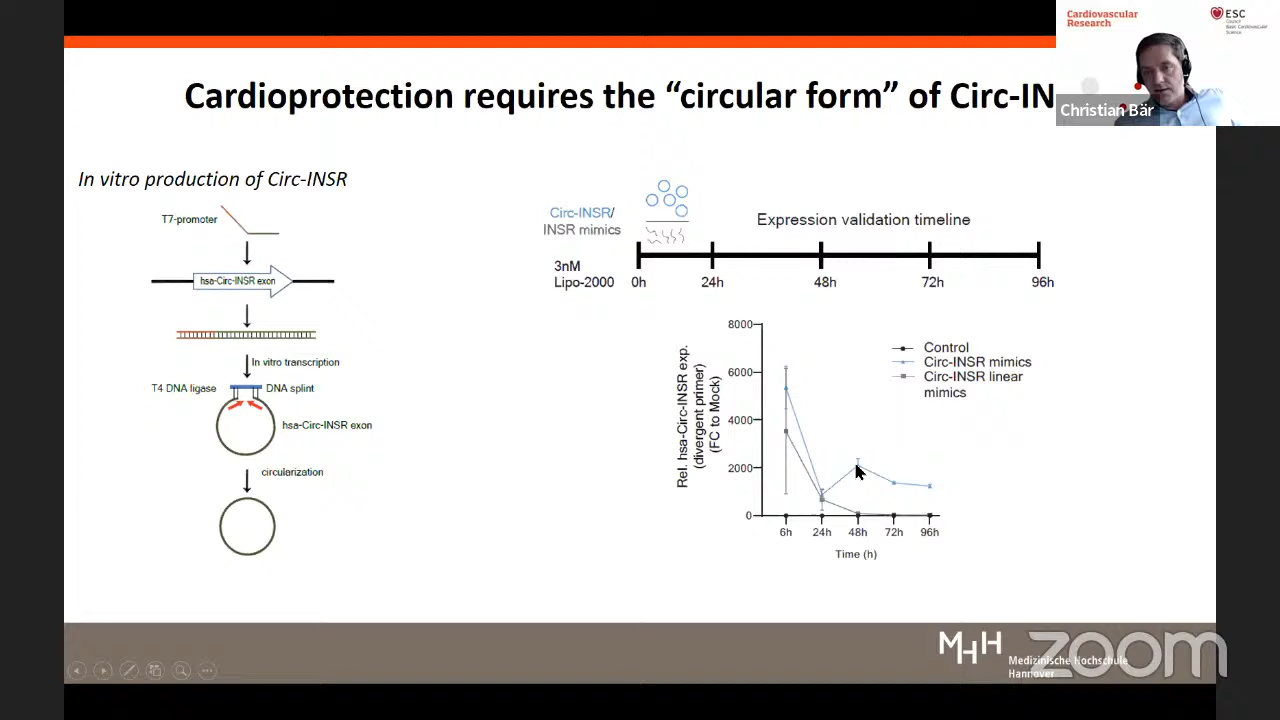 Cardiovascular
Research
ESC
Council
Basic Cardiovascular
Science
Christian Bär
Cardioprotection requires the “circular form” of Circ-IN
In vitro production of Circ-INSR
T7-promoter
hsa-Circ-INSR exon
In vitro transcription
T4 DNA ligase
DNA splint
hsa-Circ-INSR exon
circularization
Circ-INSR/
INSR mimics
3nM
Lipo-2000
Expression validation timeline
0h 24h 48h 72h 96h
Rel. hsa-Circ-INSR exp.
(divergent primer)
(FC to Mock)
8000
6000
4000
2000
0
6h 24h 48h 72h 96h
Time (h)
Control
Circ-INSR mimics
Circ-INSR linear
mimics
MHH
Medizinische Hochschule
Hannover
zoom